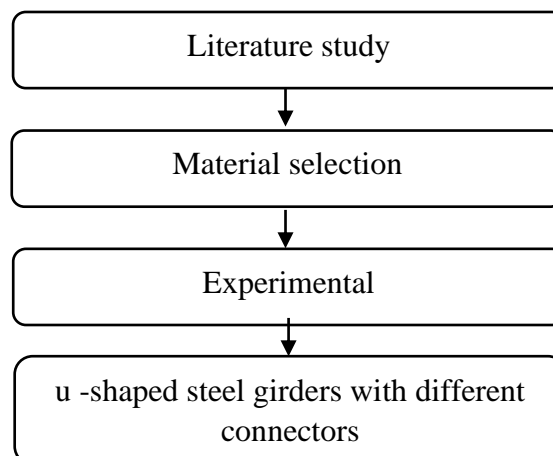 Literature study
Material selection
Experimental
u -shaped steel girders with different
connectors